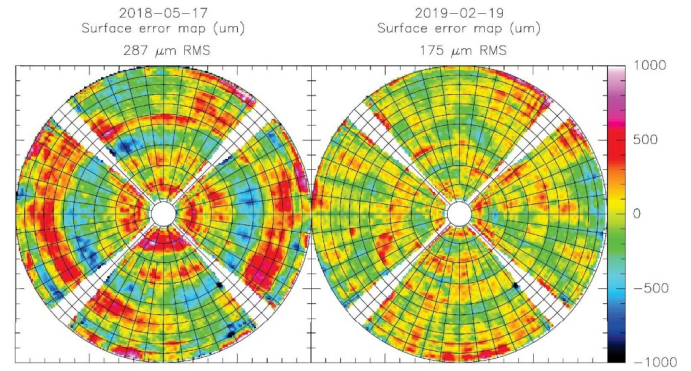 2018-05-17
Surface error map (um)
287 μm RMS
2019-02-19
Surface error map (um)
175 μm RMS
1000
500
0
−500
−1000